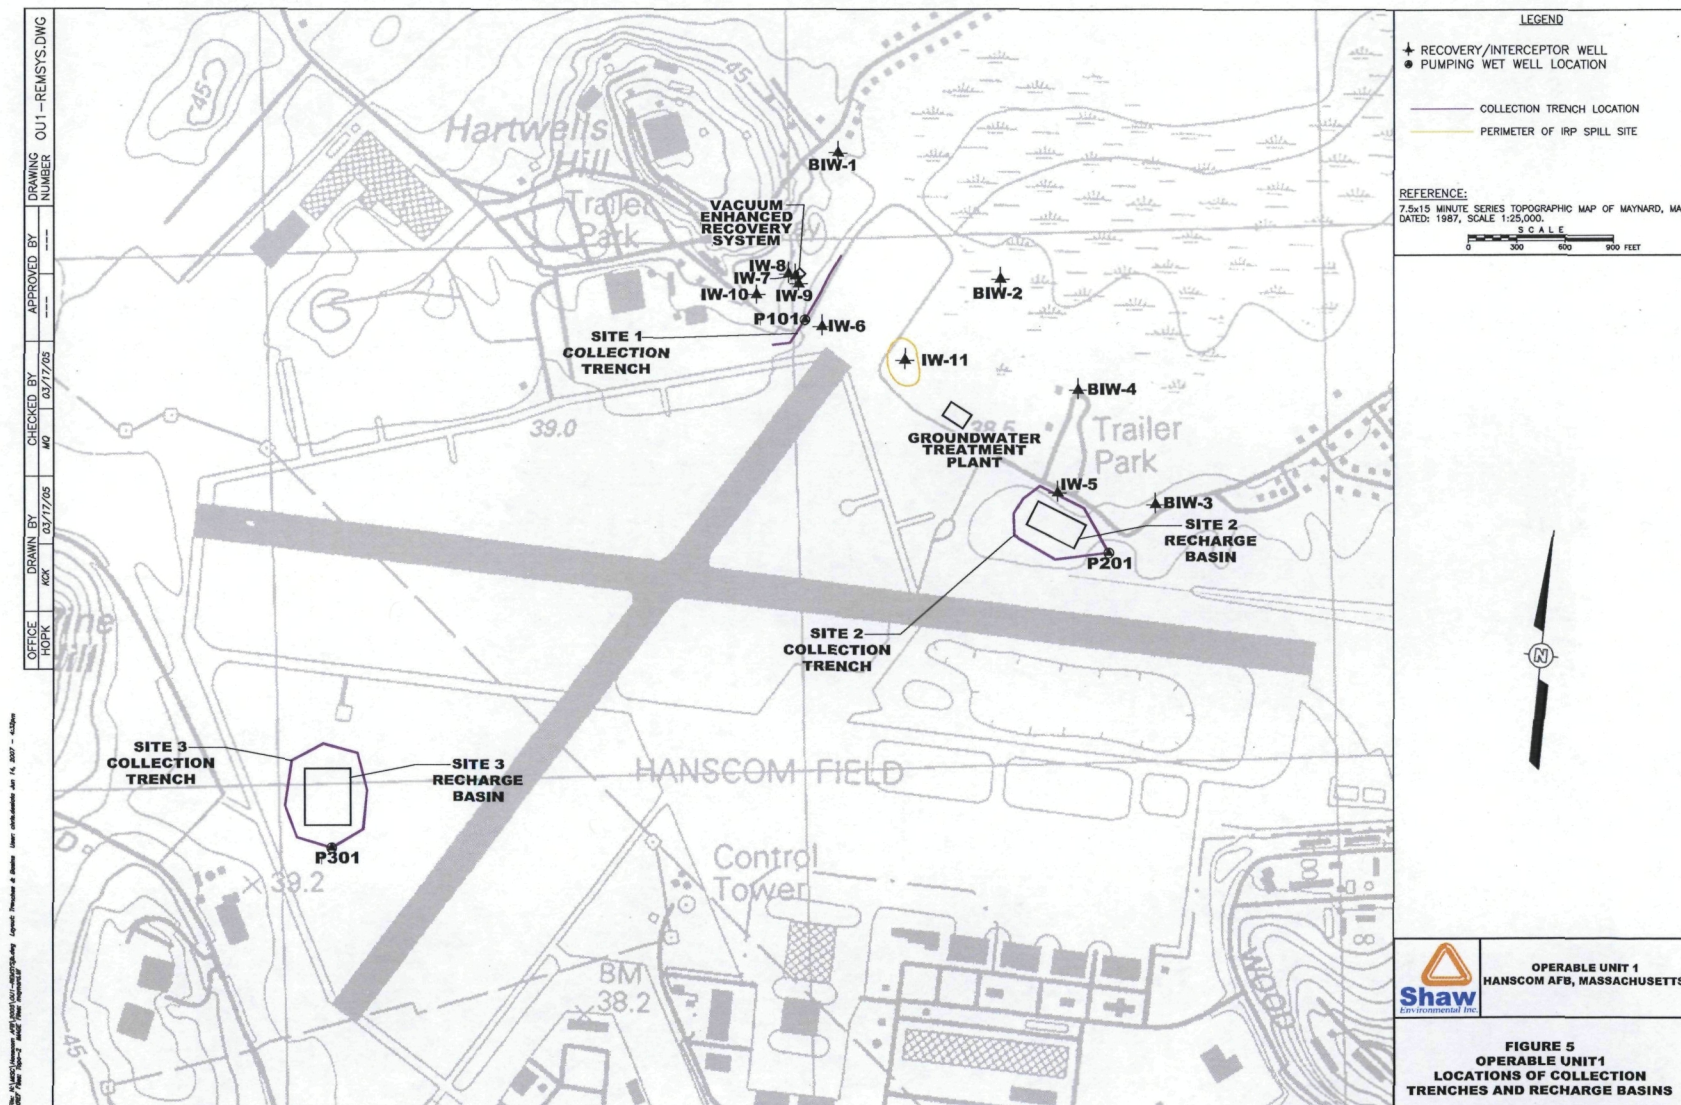 DRAWING NUMBER
OU1-REMSYS.DWG
APPROVED BY
---
---
CHECKED BY
MQ
03/17/05
DRAWN BY
KCK
03/17/05
OFFICE
HOPK
45
45
Hartwells
Hill
Trailer
Park
VACUUM
ENHANCED
RECOVERY
SYSTEM
BIW-1
IW-8
IW-7
IW-10
IW-9
P101
IW-6
BIW-2
SITE 1
COLLECTION
TRENCH
IW-11
BIW-4
39.0
38.5
GROUNDWATER
TREATMENT
PLANT
Trailer
Park
IW-5
BIW-3
SITE 2
RECHARGE
BASIN
P201
SITE 2
COLLECTION
TRENCH
SITE 3
COLLECTION
TRENCH
SITE 3
RECHARGE
BASIN
HANSCOM FIELD
P301
39.2
Control
Tower
BM
38.2
45
WOOD
LEGEND
RECOVERY/INTERCEPTOR WELL
PUMPING WET WELL LOCATION
COLLECTION TRENCH LOCATION
PERIMETER OF IRP SPILL SITE
REFERENCE:
7.5x15 MINUTE SERIES TOPOGRAPHIC MAP OF MAYNARD, MA
DATED: 1987, SCALE 1:25,000.
SCALE
0 300 600 900 FEET
N
Shaw
Environmental Inc.
OPERABLE UNIT 1
HANSCOM AFB, MASSACHUSETTS
FIGURE 5
OPERABLE UNIT1
LOCATIONS OF COLLECTION
TRENCHES AND RECHARGE BASINS